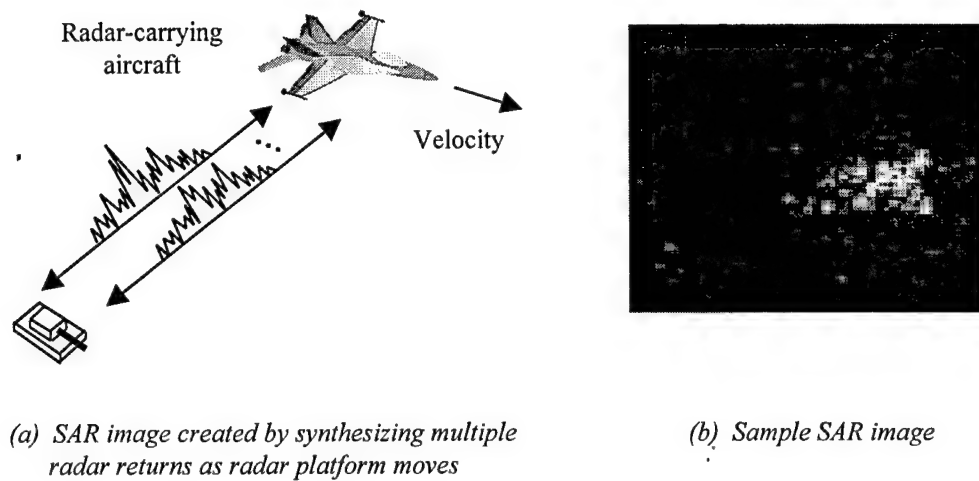 Radar-carrying
aircraft
Velocity
(a) SAR image created by synthesizing multiple
radar returns as radar platform moves
(b) Sample SAR image